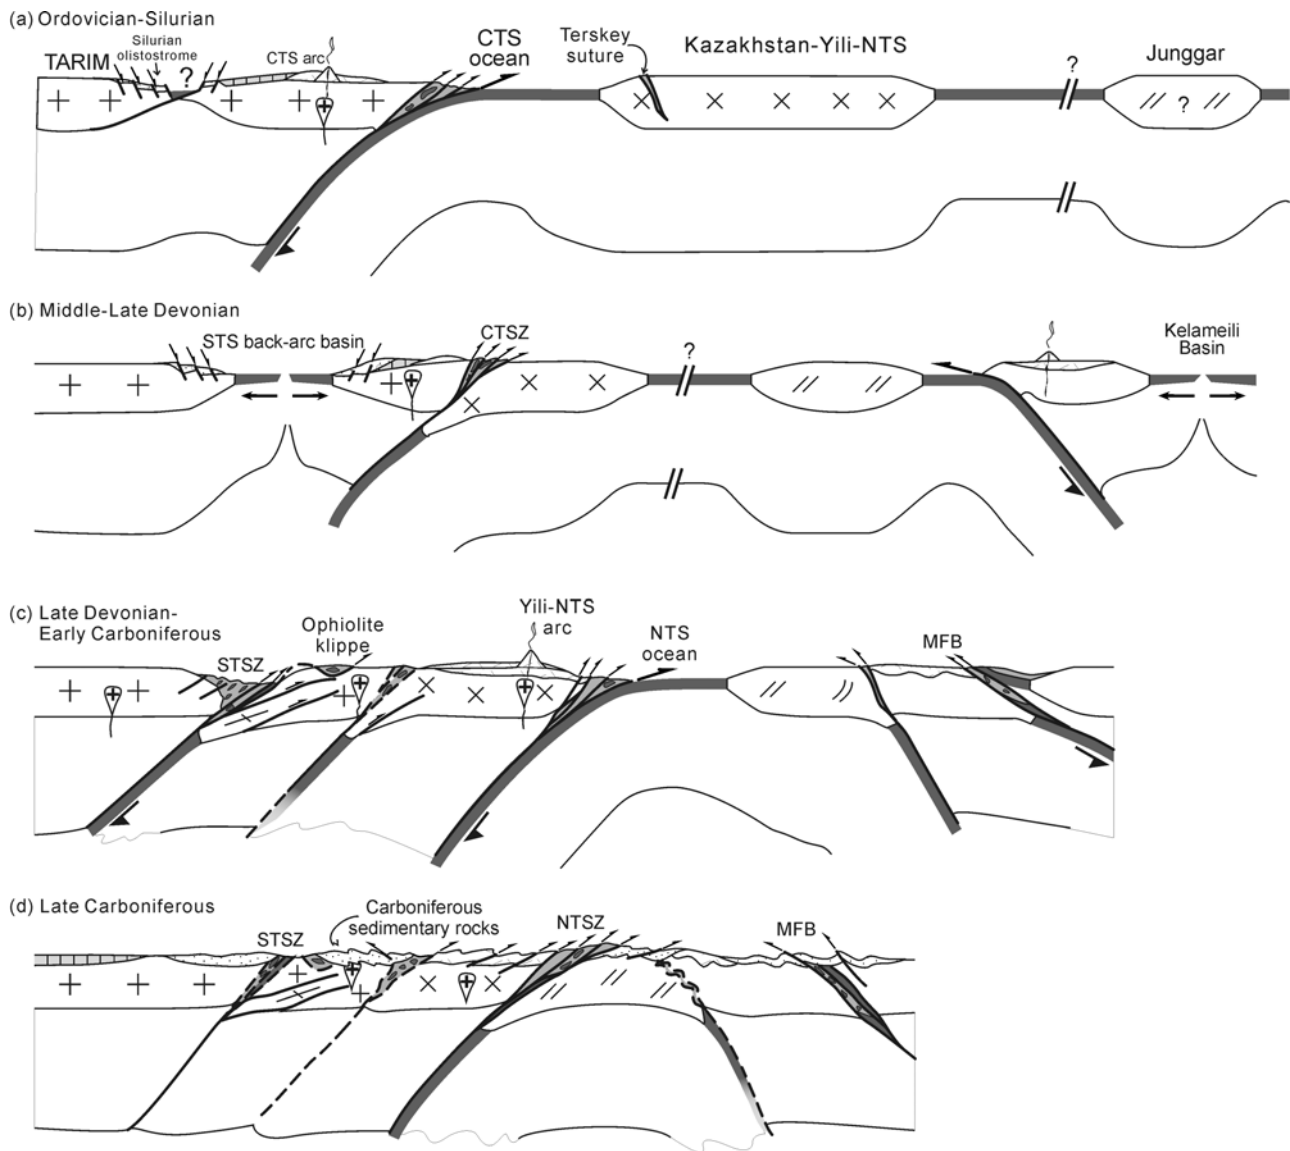 (a) Ordovician-Silurian
TARIM
Silurian
olistostrome
?
CTS arc
CTS
ocean
Terskey
suture
Kazakhstan-Yili-NTS
?
Junggar
?
(b) Middle-Late Devonian
STS back-arc basin
CTSZ
?
Kelameili
Basin
(c) Late Devonian-
Early Carboniferous
STSZ
Ophiolite
klippe
Yili-NTS
arc
NTS
ocean
MFB
(d) Late Carboniferous
STSZ
Carboniferous
sedimentary rocks
NTSZ
MFB